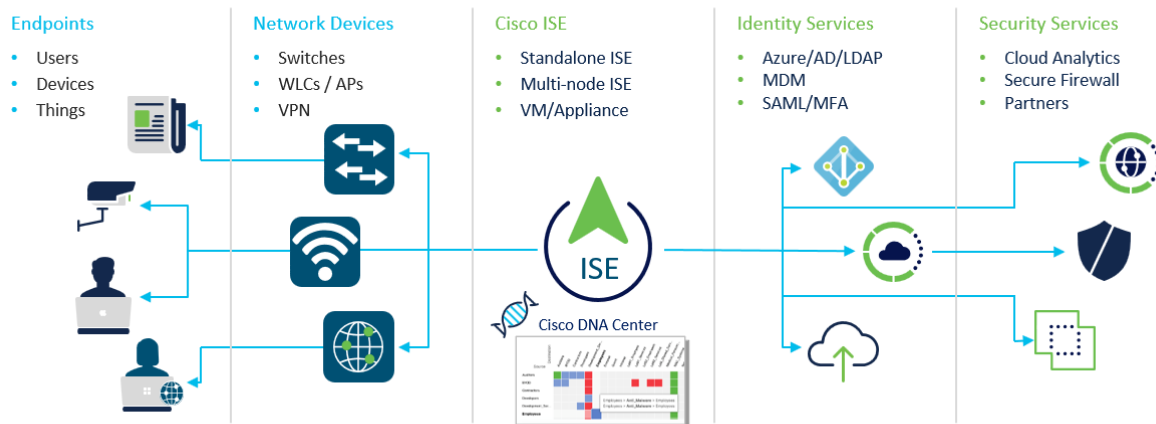 Endpoints
Users
Devices
Things
Network Devices
Switches
WLCs / APs
VPN
Cisco ISE
Standalone ISE
Multi-node ISE
VM/Appliance
Identity Services
Azure/AD/LDAP
MDM
SAML/MFA
Security Services
Cloud Analytics
Secure Firewall
Partners
ISE
Cisco DNA Center
Employees